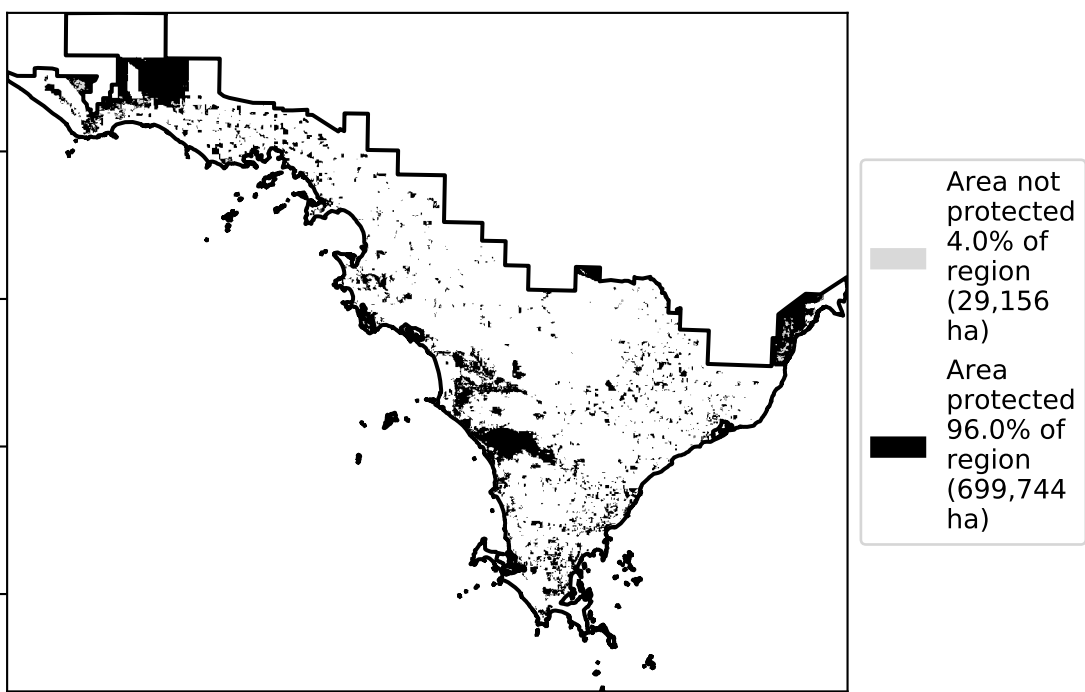 Area not
protected
4.0% of
region
(29,156
ha)
Area
protected
96.0% of
region
(699,744
ha)